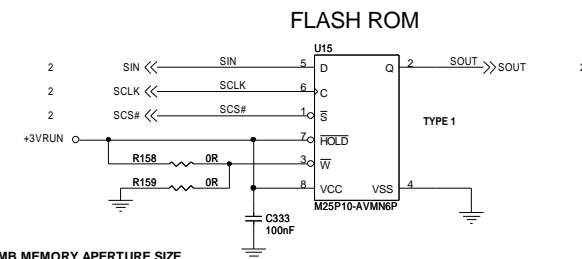 FLASH ROM
U15
2 SIN SIN 5 D Q 2 SOUT SOUT 2
2 SCLK SCLK 6 C
2 SCS# SCS# 1 S TYPE 1
+3VRUN 7 HOLD
R158 0R 3 W
R159 0R 8 VCC VSS 4
M25P10-AVMN6P
C333
100nF
MB MEMORY APERTURE SIZE